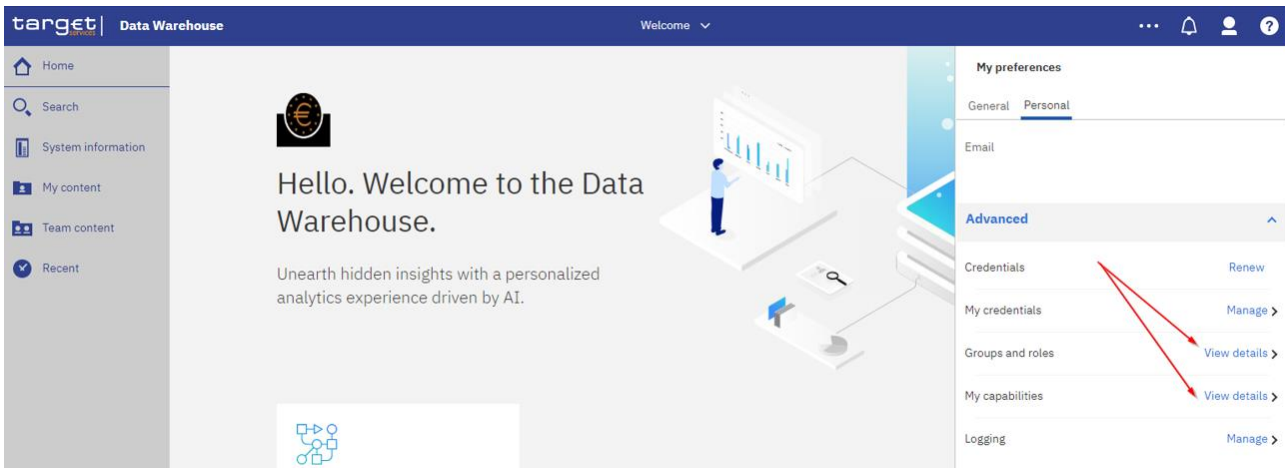 target| Data Warehouse
services
Welcome
Home
Search
System information
My content
Team content
Recent
Hello. Welcome to the Data
Warehouse.
Unearth hidden insights with a personalized
analytics experience driven by AI.
My preferences
General Personal
Email
Advanced
Credentials Renew
My credentials Manage
Groups and roles View details
My capabilities View details
Logging Manage